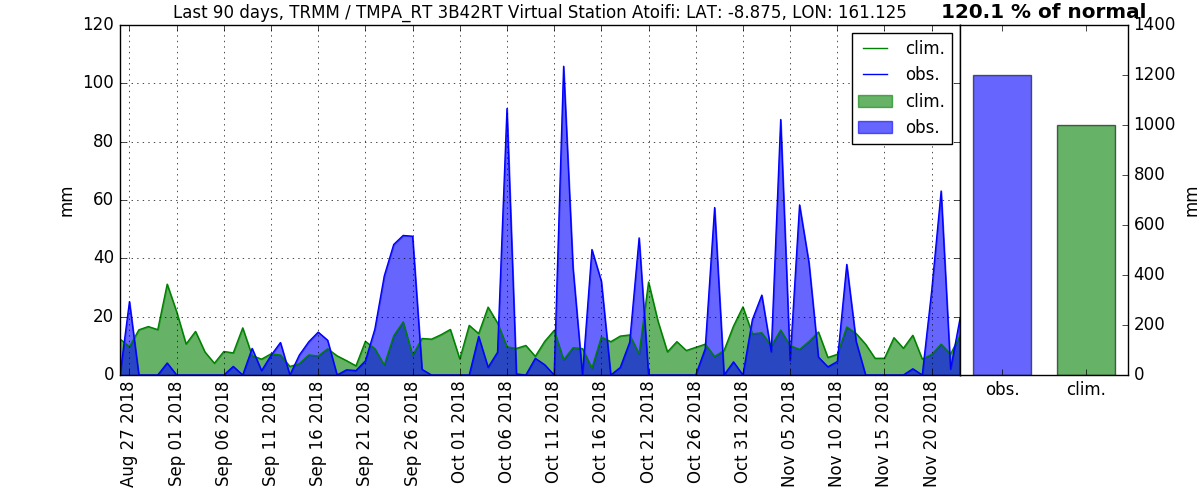 Last 90 days, TRMM / TMPA_RT 3B42RT Virtual Station Atoifi: LAT: -8.875, LON: 161.125
120.1 % of normal
120
100
80
60
40
20
0
mm
clim.
obs.
clim.
obs.
Aug 27 2018
Sep 01 2018
Sep 06 2018
Sep 11 2018
Sep 16 2018
Sep 21 2018
Sep 26 2018
Oct 01 2018
Oct 06 2018
Oct 11 2018
Oct 16 2018
Oct 21 2018
Oct 26 2018
Oct 31 2018
Nov 05 2018
Nov 10 2018
Nov 15 2018
Nov 20 2018
1400
1200
1000
800
600
400
200
0
mm
obs.
clim.